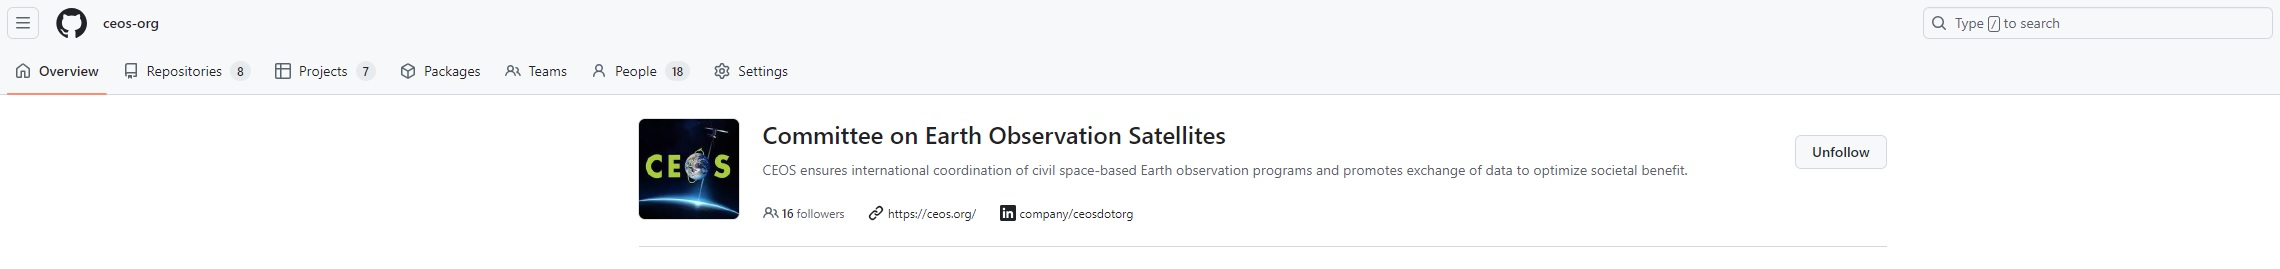 ceos-org
Type / to search
Overview Repositories 8 Projects 7 Packages Teams People 18 Settings
CEOS
Committee on Earth Observation Satellites
Unfollow
CEOS ensures international coordination of civil space-based Earth observation programs and promotes exchange of data to optimize societal benefit.
16 followers https://ceos.org/ in company/ceosdotorg